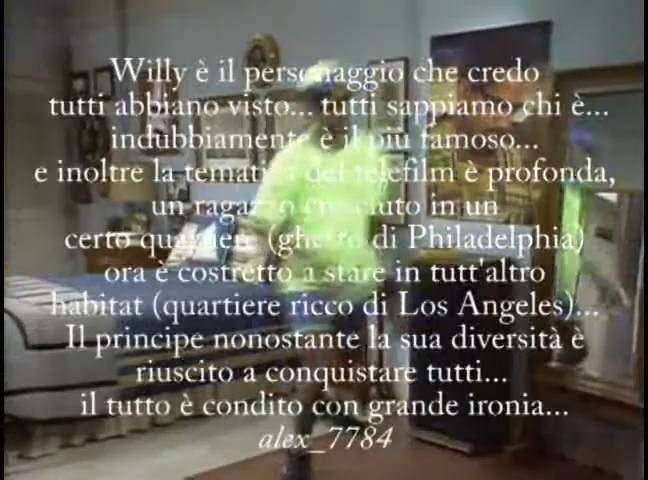 Willy è il personaggio che credo
tutti abbiano visto... tutti sappiamo chi è...
indubbiamente è il più famoso...
e inoltre la tematica del telefilm è profonda,
un ragazzo cresciuto in un
certo quartiere (ghetto di Philadelphia)
ora è costretto a stare in tutt'altro
habitat (quartiere ricco di Los Angeles)...
Il principe nonostante la sua diversità è
riuscito a conquistare tutti...
il tutto è condito con grande ironia...
alex_7784